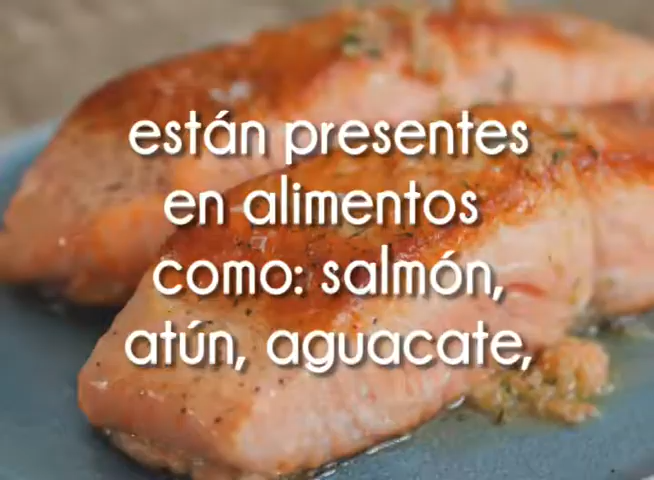 están presentes
en alimentos
como: salmón,
atún, aguacate,